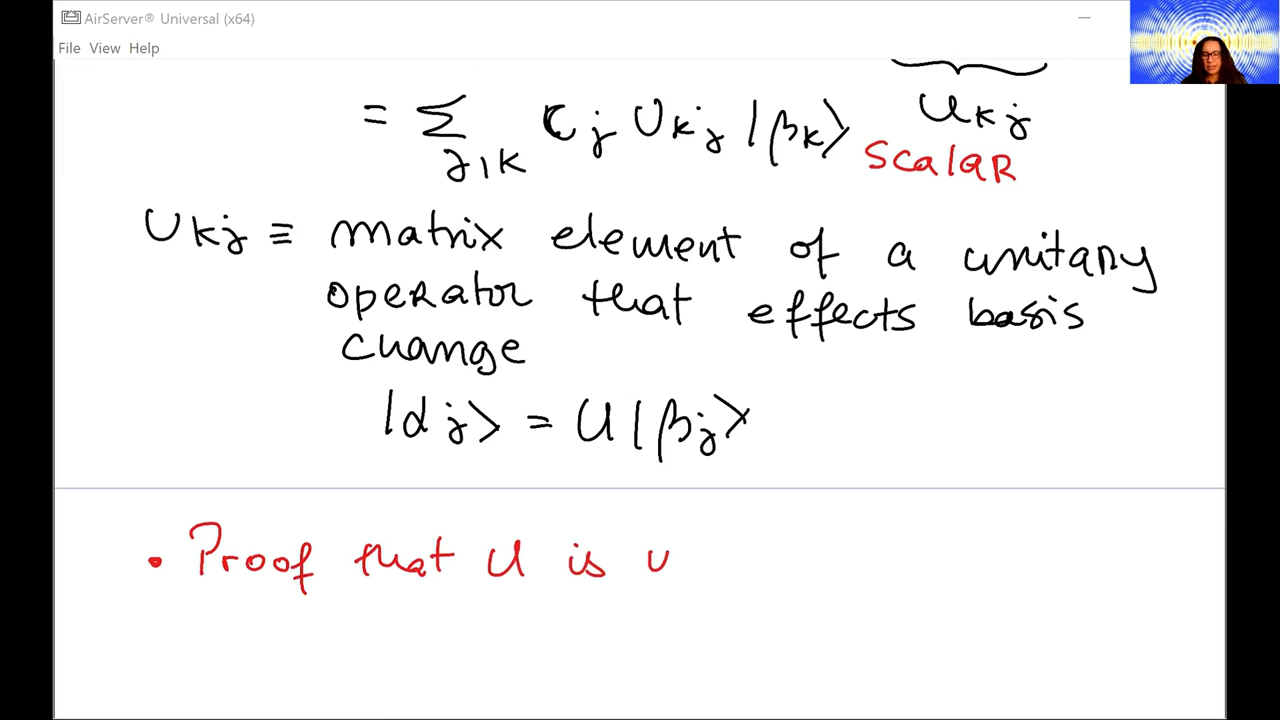 AirServer® Universal (x64)
File View Help
= ∑ C_j U_kj |β_k⟩ U_kj
j,k SCALAR
U_kj ≡ matrix element of a unitary
operator that effects basis
change
|α_j⟩ = U |β_j⟩
• Proof that U is u